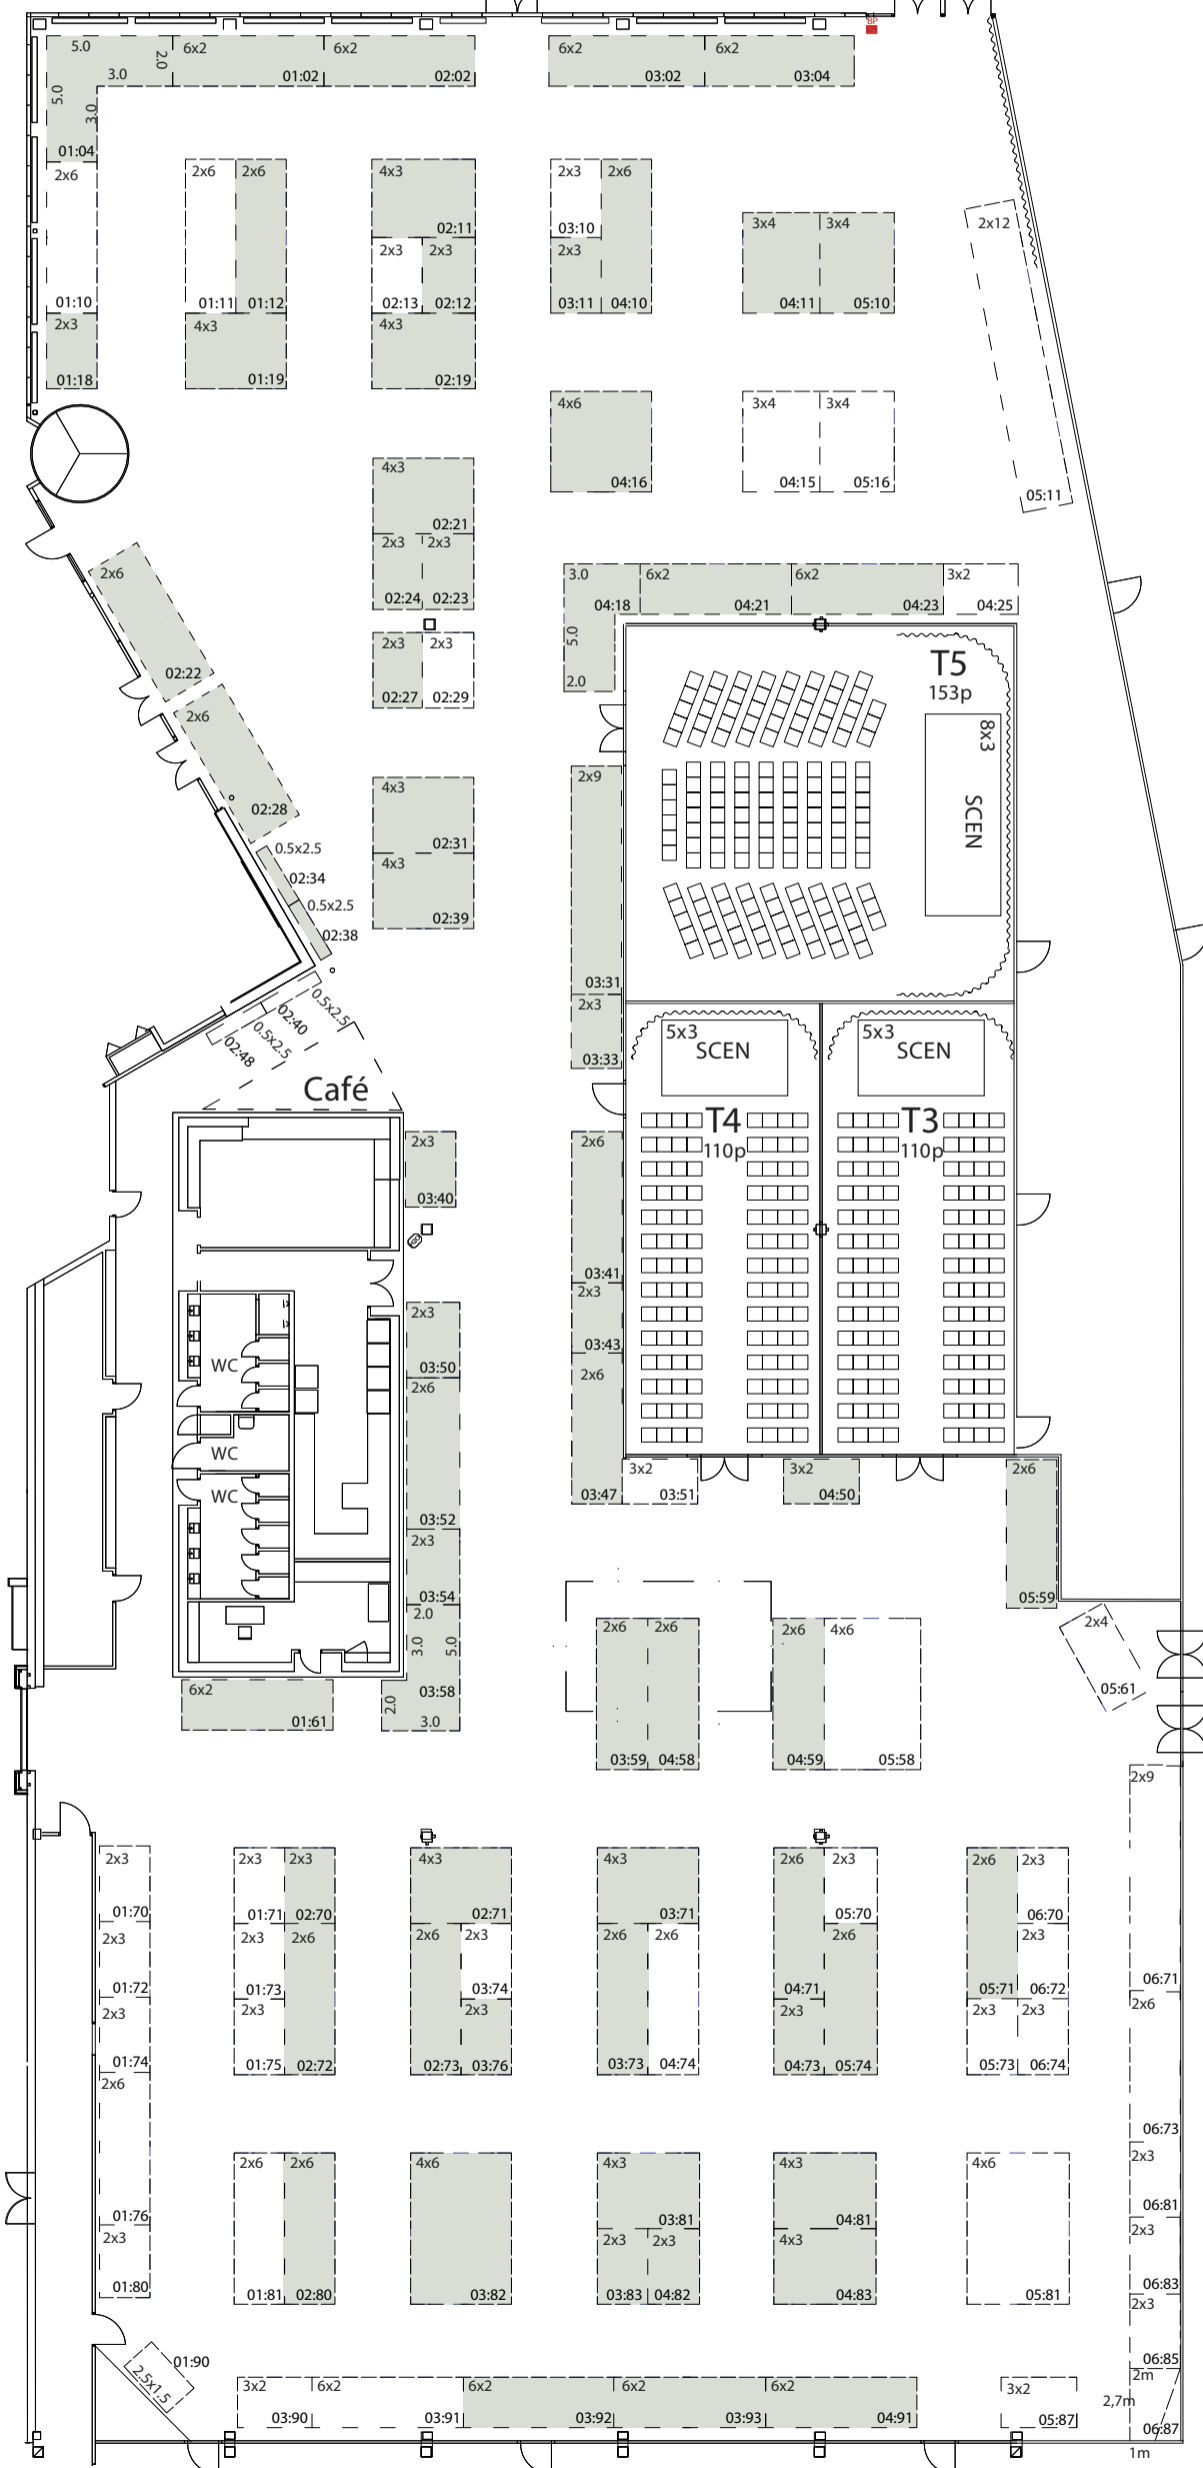 BP
5.0
2.0
6x2
6x2
6x2
6x2
3.0
01:02
02:02
03:02
03:04
5.0
3.0
01:04
2x6
2x6
2x6
4x3
2x3
2x6
02:11
03:10
3x4
3x4
2x12
2x3
2x3
2x3
01:10
01:11
01:12
02:13
02:12
03:11
04:10
04:11
05:10
2x3
4x3
4x3
01:18
01:19
02:19
4x6
3x4
3x4
04:16
04:15
05:16
05:11
4x3
02:21
2x3
2x3
02:24
02:23
2x6
02:22
3.0
6x2
6x2
3x2
04:18
04:21
04:23
04:25
5.0
2.0
2x3
2x3
02:27
02:29
T5
153p
8x3
SCEN
2x6
02:28
2x9
03:31
4x3
02:31
4x3
02:39
0.5x2.5
02:34
0.5x2.5
02:38
0.5x2.5
02:40
0.5x2.5
02:48
Café
2x3
03:33
5x3
SCEN
5x3
SCEN
T4
110p
T3
110p
2x3
03:40
2x6
03:41
2x3
03:43
2x6
03:47
2x3
03:50
2x6
03:52
2x3
03:54
WC
WC
WC
3x2
03:51
3x2
04:50
2x6
05:59
2.0
3.0
5.0
03:58
2.0
3.0
6x2
01:61
2x6
2x6
03:59
04:58
2x6
4x6
04:59
05:58
2x4
05:61
2x9
06:71
2x3
01:70
2x3
01:72
2x3
01:74
2x6
01:76
2x3
01:80
2x3
2x3
01:71
02:70
2x3
2x6
01:73
2x3
01:75
02:72
4x3
02:71
2x6
2x3
03:74
2x3
02:73
03:76
4x3
03:71
2x6
2x6
03:73
04:74
2x6
2x3
05:70
2x6
04:71
2x3
04:73
05:74
2x6
2x3
06:70
2x3
05:71
06:72
2x3
2x3
05:73
06:74
2x6
06:73
2x3
06:81
2x3
06:83
2x3
06:85
2m
2,7m
06:87
1m
2x6
2x6
01:81
02:80
4x6
03:82
4x3
03:81
2x3
2x3
03:83
04:82
4x3
04:81
4x3
04:83
4x6
05:81
01:90
2.5x1.5
3x2
6x2
6x2
6x2
6x2
3x2
03:90
03:91
03:92
03:93
04:91
05:87